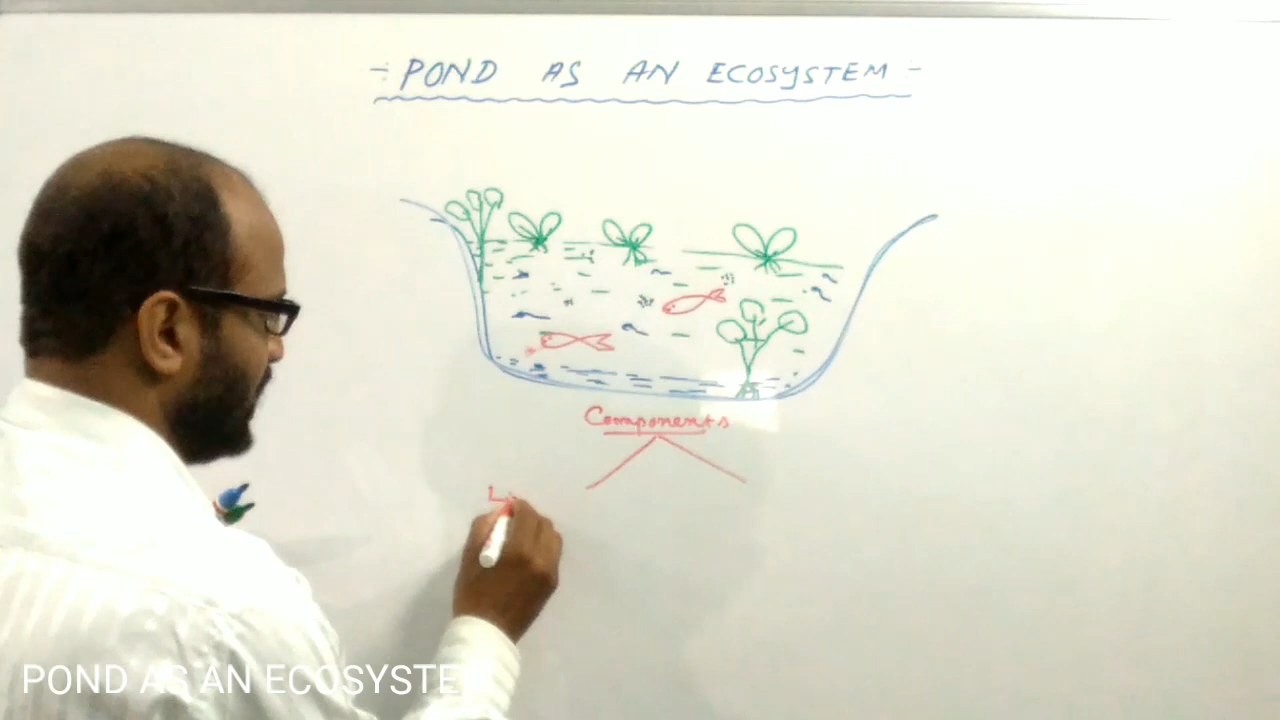 - POND AS AN ECOSYSTEM -
Components
POND AS AN ECOSYSTE